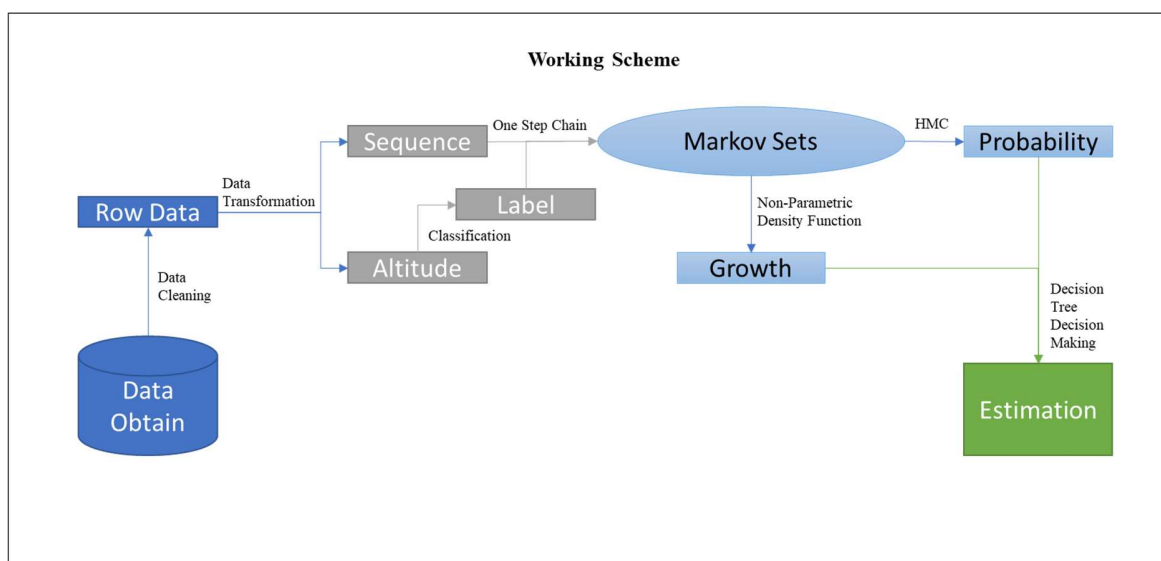 Working Scheme
Sequence
One Step Chain
Markov Sets
HMC
Probability
Data
Transformation
Row Data
Label
Classification
Altitude
Non-Parametric
Density Function
Growth
Data
Cleaning
Decision
Tree
Decision
Making
Data
Obtain
Estimation